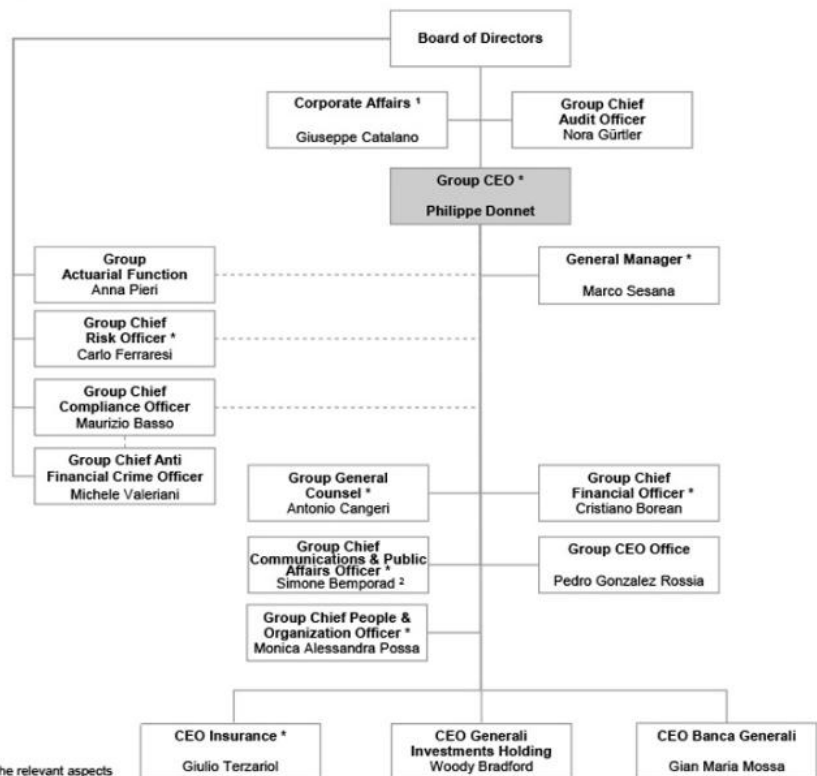 Board of Directors
Corporate Affairs ¹
Giuseppe Catalano
Group Chief
Audit Officer
Nora Gürtler
Group CEO *
Philippe Donnet
Group
Actuarial Function
Anna Pieri
General Manager *
Marco Sesana
Group Chief
Risk Officer *
Carlo Ferraresi
Group Chief
Compliance Officer
Maurizio Basso
Group Chief Anti
Financial Crime Officer
Michele Valeriani
Group General
Counsel *
Antonio Cangeri
Group Chief
Financial Officer *
Cristiano Borean
Group Chief
Communications & Public
Affairs Officer *
Simone Bemporad ²
Group CEO Office
Pedro Gonzalez Rossia
Group Chief People &
Organization Officer *
Monica Alessandra Possa
CEO Insurance *
Giulio Terzariol
CEO Generali
Investments Holding
Woody Bradford
CEO Banca Generali
Gian Maria Mossa
he relevant aspects